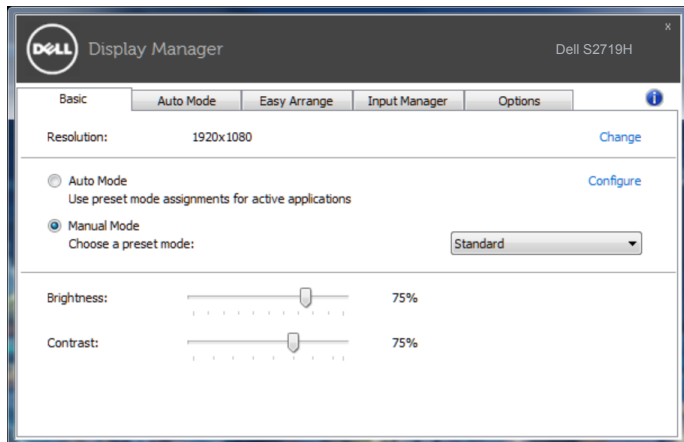 DELL Display Manager Dell S2719H x
Basic Auto Mode Easy Arrange Input Manager Options i
Resolution: 1920x1080 Change
Auto Mode Configure
Use preset mode assignments for active applications
Manual Mode
Choose a preset mode: Standard
Brightness: 75%
Contrast: 75%